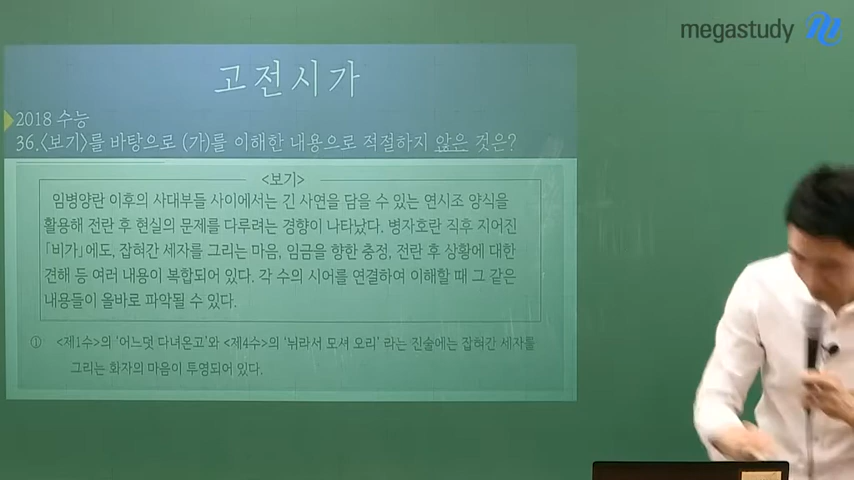 megastudy
고전시가
2018 수능
36.<보기>를 바탕으로 (가)를 이해한 내용으로 적절하지 않은 것은?
<보기>
임병양란 이후의 사대부들 사이에서는 긴 사연을 담을 수 있는 연시조 양식을
활용해 전란 후 현실의 문제를 다루려는 경향이 나타났다. 병자호란 직후 지어진
「비가」에도, 잡혀간 세자를 그리는 마음, 임금을 향한 충정, 전란 후 상황에 대한
견해 등 여러 내용이 복합되어 있다. 각 수의 시어를 연결하여 이해할 때 그 같은
내용들이 올바로 파악될 수 있다.
① <제1수>의 '어느덧 다녀온고'와 <제4수>의 '뉘라서 모셔 오리' 라는 진술에는 잡혀간 세자를
그리는 화자의 마음이 투영되어 있다.